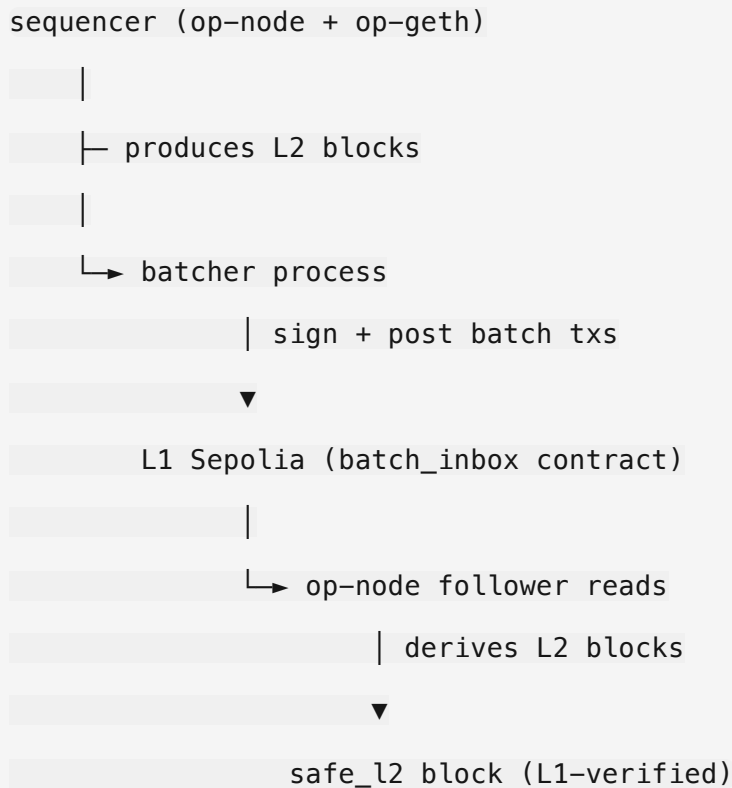 sequencer (op-node + op-geth)
│
├─ produces L2 blocks
│
└─► batcher process
│ sign + post batch txs
▼
L1 Sepolia (batch_inbox contract)
│
└─► op-node follower reads
│ derives L2 blocks
▼
safe_l2 block (L1-verified)